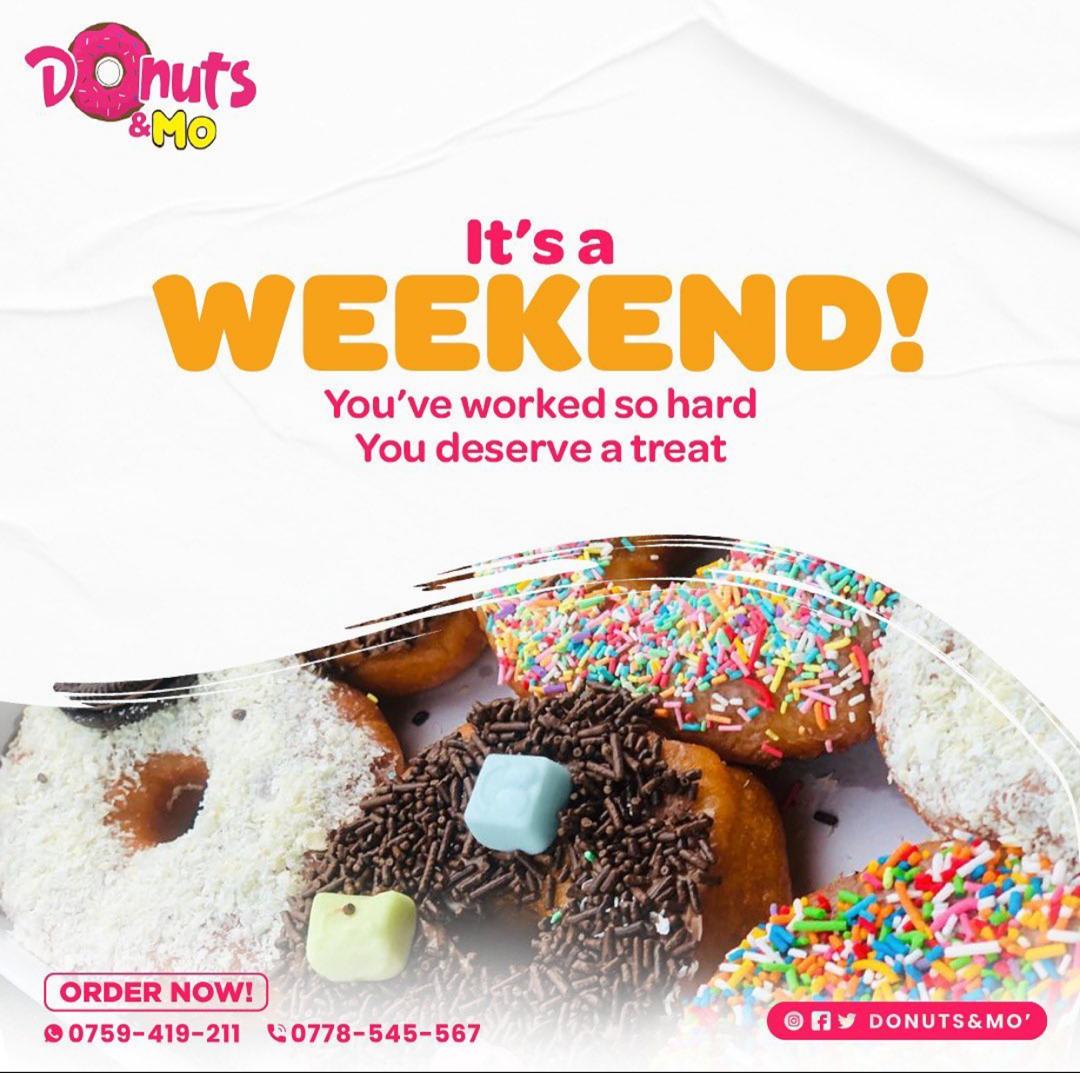 Donuts
&MO
It's a
WEEKEND!
You've worked so hard
You deserve a treat
ORDER NOW!
0759-419-211 0778-545-567
DONUTS&MO'